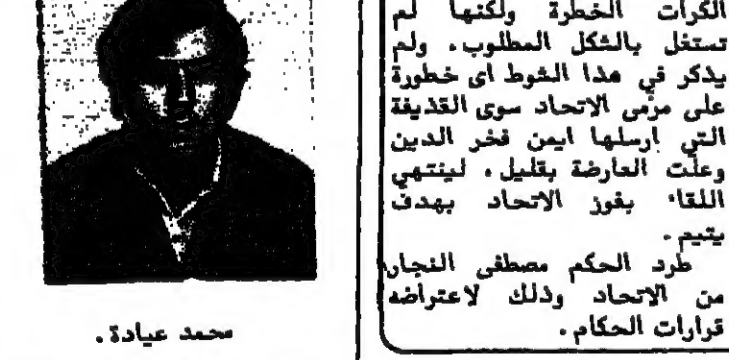 الكرات الخطرة ولكنها لم
تستغل بالشكل المطلوب. ولم
يذكر في هذا الشوط اى خطورة
على مرمى الاتحاد سوى القذيفة
التي ارسلها ايمن فخر الدين
وعلت العارضة بقليل. لينتهي
اللقاء بفوز الاتحاد بهدف
يتيم.
طرد الحكم مصطفى النجار
من الاتحاد وذلك لاعتراضه
قرارات الحكام.
محمد عيادة.